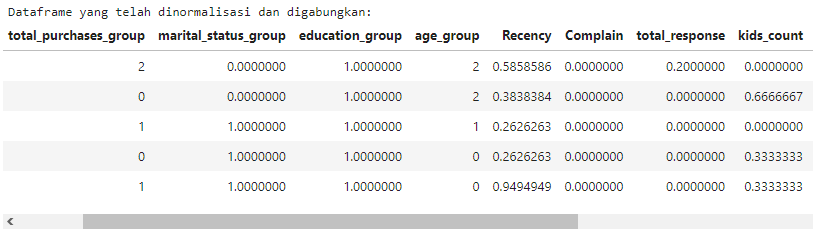 Dataframe yang telah dinormalisasi dan digabungkan:
total_purchases_group marital_status_group education_group age_group Recency Complain total_response kids_count
2 0.0000000 1.0000000 2 0.5858586 0.0000000 0.2000000 0.0000000
0 0.0000000 1.0000000 2 0.3838384 0.0000000 0.0000000 0.6666667
1 1.0000000 1.0000000 1 0.2626263 0.0000000 0.0000000 0.0000000
0 1.0000000 1.0000000 0 0.2626263 0.0000000 0.0000000 0.3333333
1 1.0000000 1.0000000 0 0.9494949 0.0000000 0.0000000 0.3333333